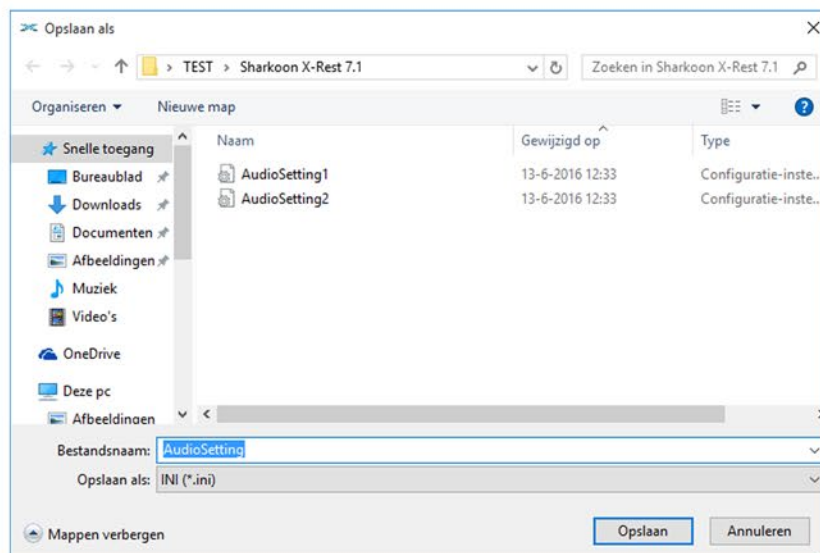 Opslaan als
TEST > Sharkoon X-Rest 7.1
Zoeken in Sharkoon X-Rest 7.1
Organiseren
Nieuwe map
Snelle toegang
Bureaublad
Downloads
Documenten
Afbeeldingen
Muziek
Video's
OneDrive
Deze pc
Afbeeldingen
Naam
Gewijzigd op
Type
AudioSetting1
13-6-2016 12:33
Configuratie-inste...
AudioSetting2
13-6-2016 12:33
Configuratie-inste...
Bestandsnaam: AudioSetting
Opslaan als: INI (*.ini)
Mappen verbergen
Opslaan
Annuleren